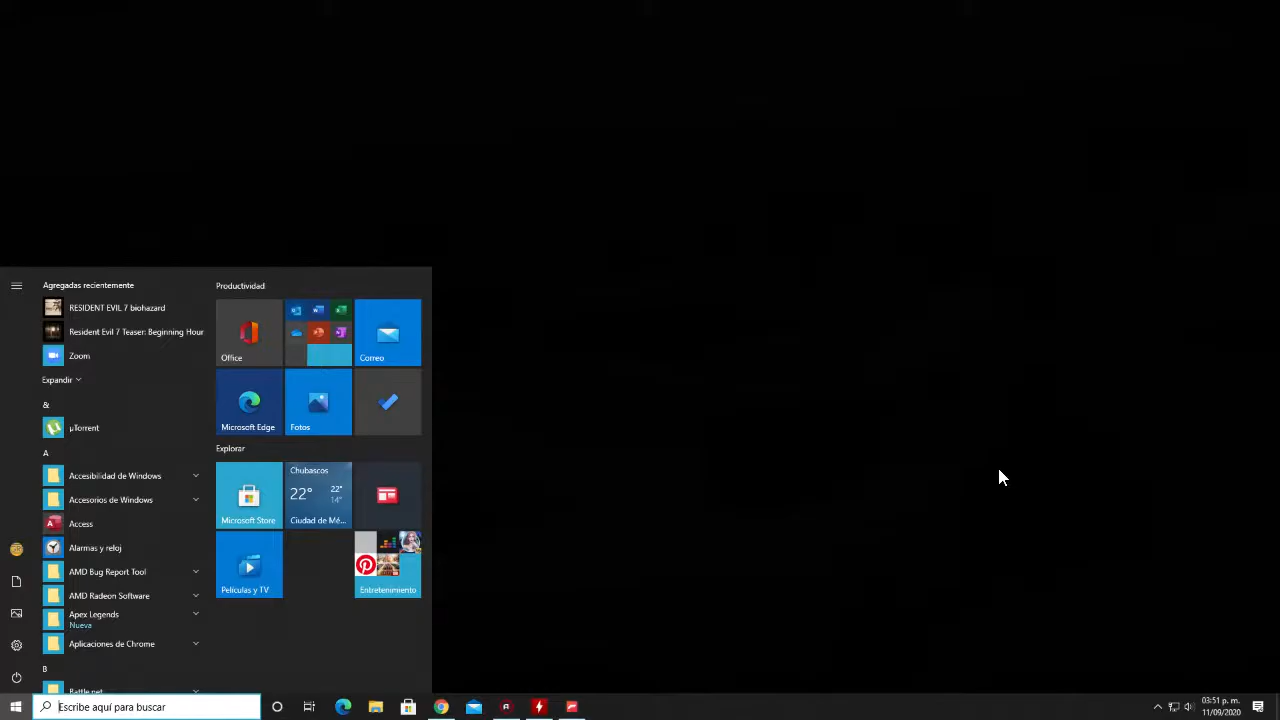 Agregadas recientemente
RESIDENT EVIL 7 biohazard
Resident Evil 7 Teaser: Beginning Hour
Zoom
Expandir
&
µTorrent
A
Accesibilidad de Windows
Accesorios de Windows
Access
Alarmas y reloj
AMD Bug Report Tool
AMD Radeon Software
Apex Legends
Nueva
Aplicaciones de Chrome
B
Battle.net
Productividad
Office
Correo
Microsoft Edge
Fotos
Explorar
Microsoft Store
Chubascos
22° 22°
14°
Ciudad de Mé...
Películas y TV
Entretenimiento
Escribe aquí para buscar
03:51 p. m.
11/09/2020